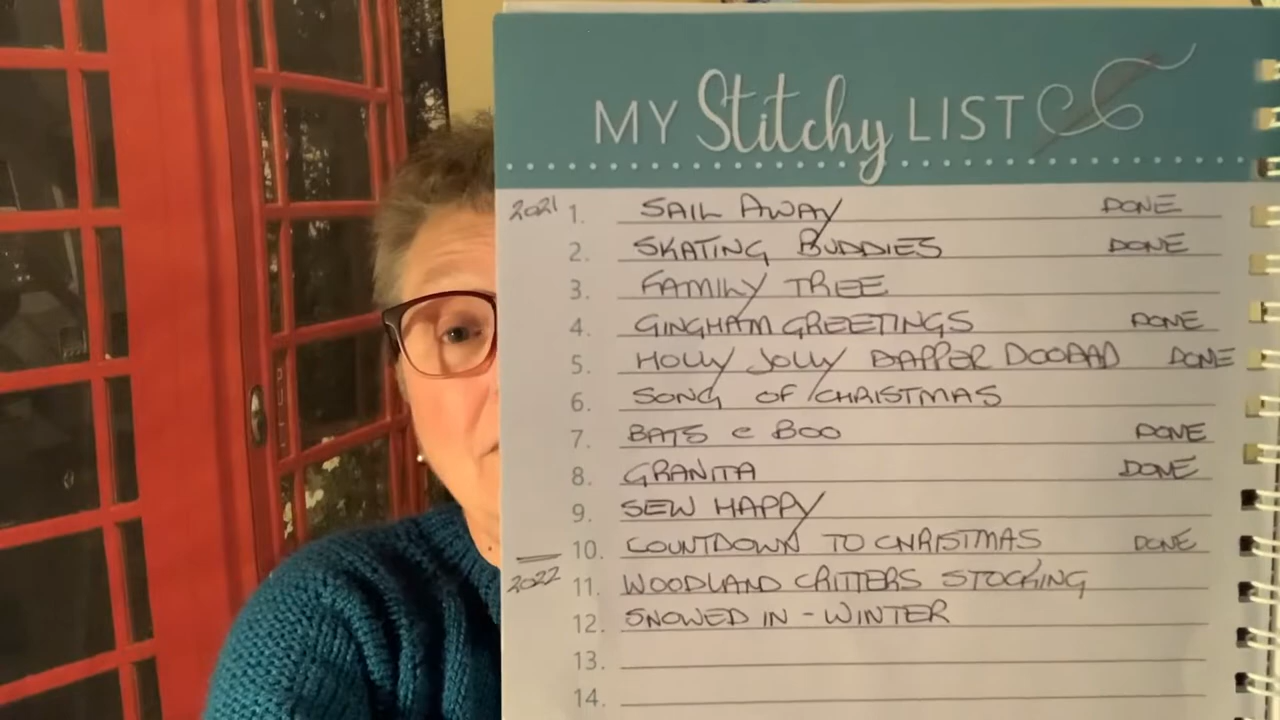 MY Stitchy LIST
2021 1. SAIL AWAY DONE
2. SKATING BUDDIES DONE
3. FAMILY TREE
4. GINGHAM GREETINGS DONE
5. HOLLY JOLLY DAPPER DOODAD DONE
6. SONG OF CHRISTMAS
7. BATS e BOO DONE
8. GRANITA DONE
9. SEW HAPPY
10. COUNTDOWN TO CHRISTMAS DONE
2022 11. WOODLAND CRITTERS STOCKING
12. SNOWED IN - WINTER
13.
14.
PULL